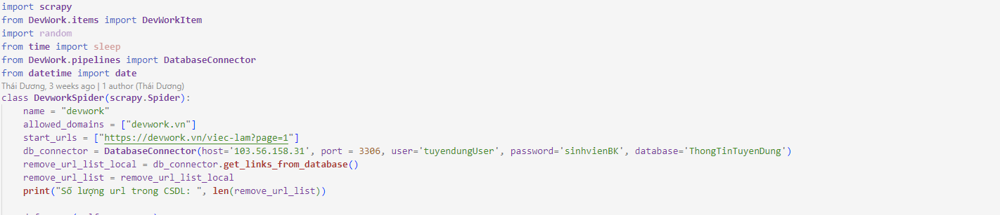 import scrapy
from DevWork.items import DevWorkItem
import random
from time import sleep
from DevWork.pipelines import DatabaseConnector
from datetime import date
Thái Dương, 3 weeks ago | 1 author (Thái Dương)
class DevworkSpider(scrapy.Spider):
    name = "devwork"
    allowed_domains = ["devwork.vn"]
    start_urls = ["https://devwork.vn/viec-lam?page=1"]
    db_connector = DatabaseConnector(host='103.56.158.31', port = 3306, user='tuyendungUser', password='sinhvienBK', database='ThongTinTuyenDung')
    remove_url_list_local = db_connector.get_links_from_database()
    remove_url_list = remove_url_list_local
    print("Số lượng url trong CSDL: ", len(remove_url_list))